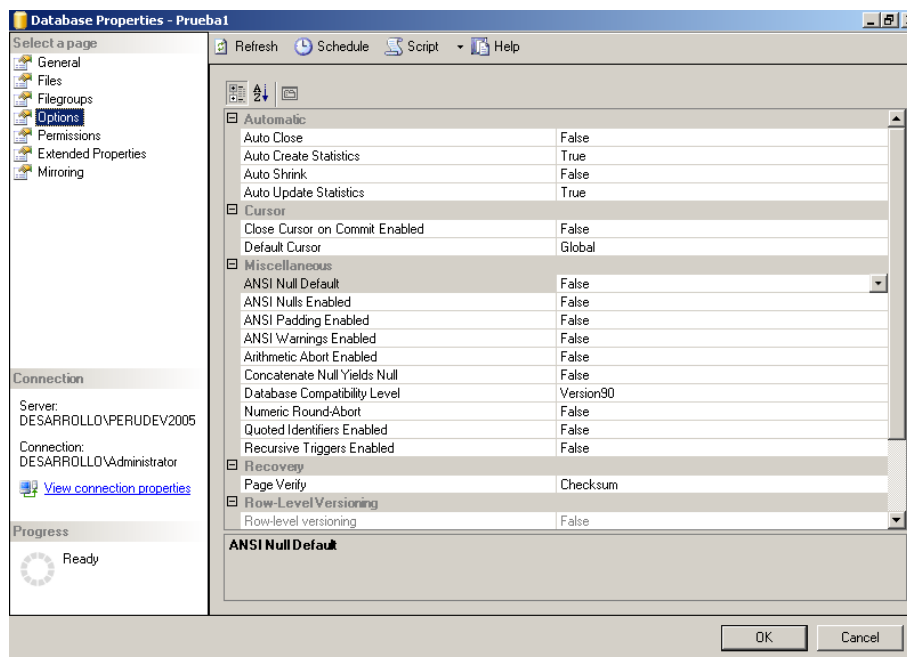 Database Properties - Prueba1
Select a page
General
Files
Filegroups
Options
Permissions
Extended Properties
Mirroring
Connection
Server:
DESARROLLO\PERUDEV2005
Connection:
DESARROLLO\Administrator
View connection properties
Progress
Ready
Refresh Schedule Script Help
Automatic
Auto Close False
Auto Create Statistics True
Auto Shrink False
Auto Update Statistics True
Cursor
Close Cursor on Commit Enabled False
Default Cursor Global
Miscellaneous
ANSI Null Default False
ANSI Nulls Enabled False
ANSI Padding Enabled False
ANSI Warnings Enabled False
Arithmetic Abort Enabled False
Concatenate Null Yields Null False
Database Compatibility Level Version90
Numeric Round-Abort False
Quoted Identifiers Enabled False
Recursive Triggers Enabled False
Recovery
Page Verify Checksum
Row-Level Versioning
Row-level versioning False
ANSI Null Default
OK Cancel